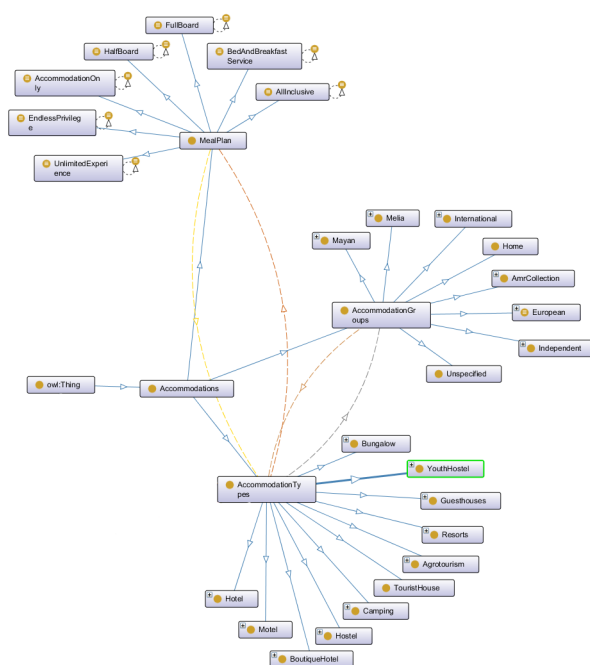 FullBoard
HalfBoard
BedAndBreakfast
Service
AccommodationOn
ly
AllInclusive
EndlessPrivileg
e
MealPlan
UnlimitedExperi
ence
Melia
International
Mayan
Home
AmrCollection
AccommodationGr
oups
European
Independent
Unspecified
owl:Thing
Accommodations
Bungalow
YouthHostel
AccommodationTy
pes
Guesthouses
Resorts
Agrotourism
TouristHouse
Hotel
Camping
Motel
Hostel
BoutiqueHotel